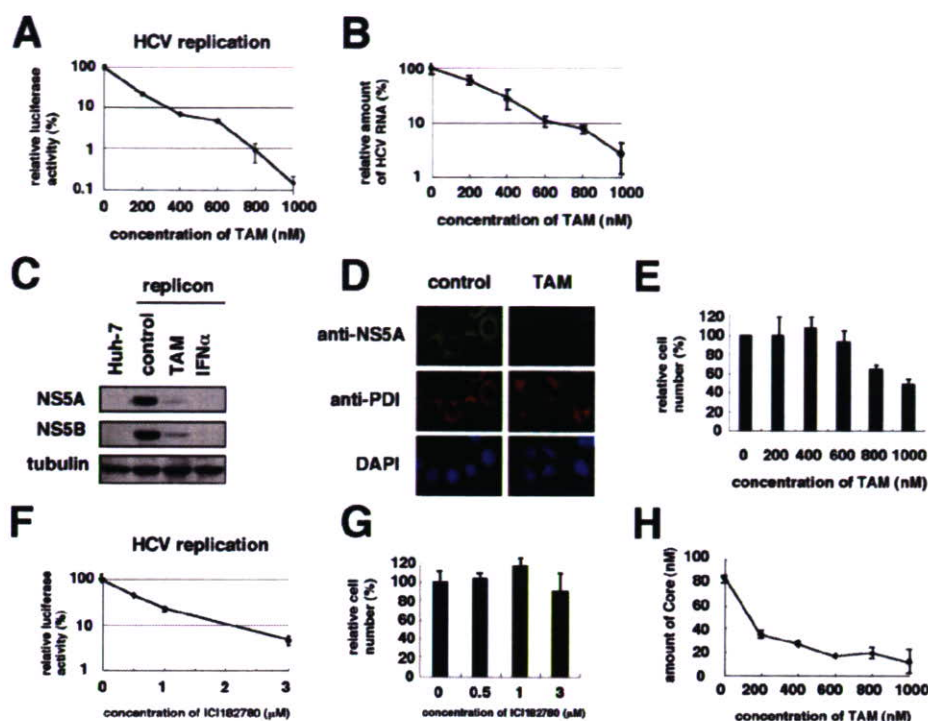 A
HCV replication
relative luciferase
activity (%)
100
10
1
0.1
0 200 400 600 800 1000
concentration of TAM (nM)
B
relative amount
of HCV RNA (%)
100
10
1
0 200 400 600 800 1000
concentration of TAM (nM)
C
replicon
Huh-7
control
TAM
IFNα
NS5A
NS5B
tubulin
D
control TAM
anti-NS5A
anti-PDI
DAPI
E
relative cell
number (%)
120
100
80
60
40
20
0
0 200 400 600 800 1000
concentration of TAM (nM)
F
HCV replication
relative luciferase
activity (%)
100
10
1
0 1 2 3
concentration of ICI182780 (μM)
G
relative cell
number (%)
120
100
80
60
40
20
0
0 0.5 1 3
concentration of ICI182780 (μM)
H
amount of Core (nM)
100
80
60
40
20
0
0 200 400 600 800 1000
concentration of TAM (nM)